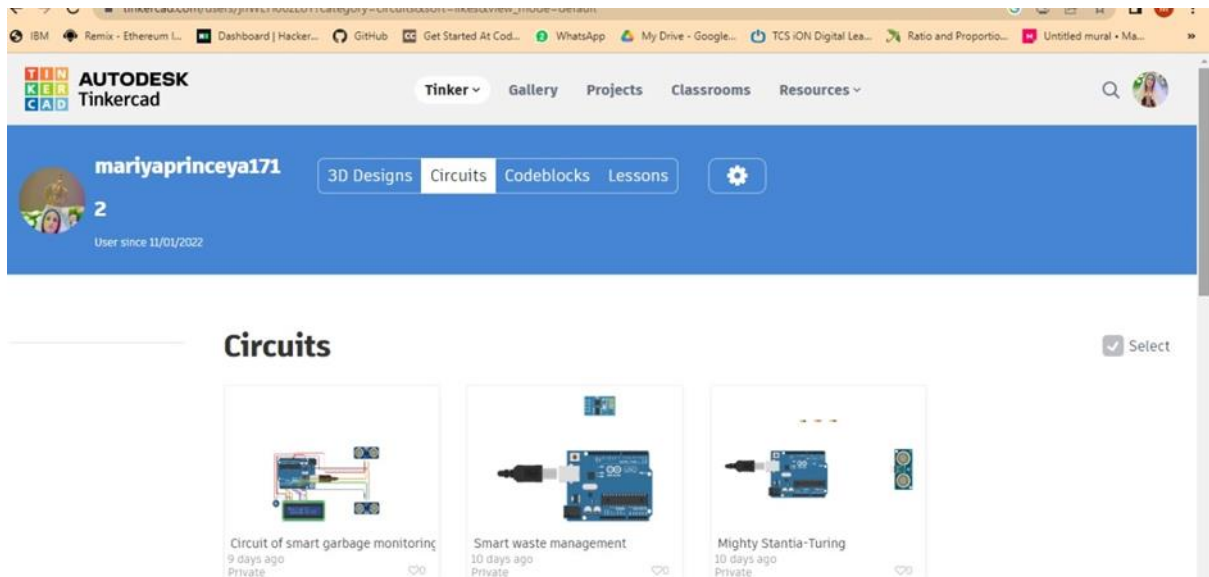 IBM Remix - Ethereum I... Dashboard | Hacker... GitHub Get Started At Cod... WhatsApp My Drive - Google... TCS iON Digital Lea... Ratio and Proportio... Untitled mural • Ma... »
TINKERCAD AUTODESK
Tinkercad
Tinker Gallery Projects Classrooms Resources
mariyaprinceya171
2
User since 11/01/2022
3D Designs Circuits Codeblocks Lessons
Circuits
Select
Circuit of smart garbage monitoring
9 days ago
Private
0
Smart waste management
10 days ago
Private
0
Mighty Stantia-Turing
10 days ago
Private
0